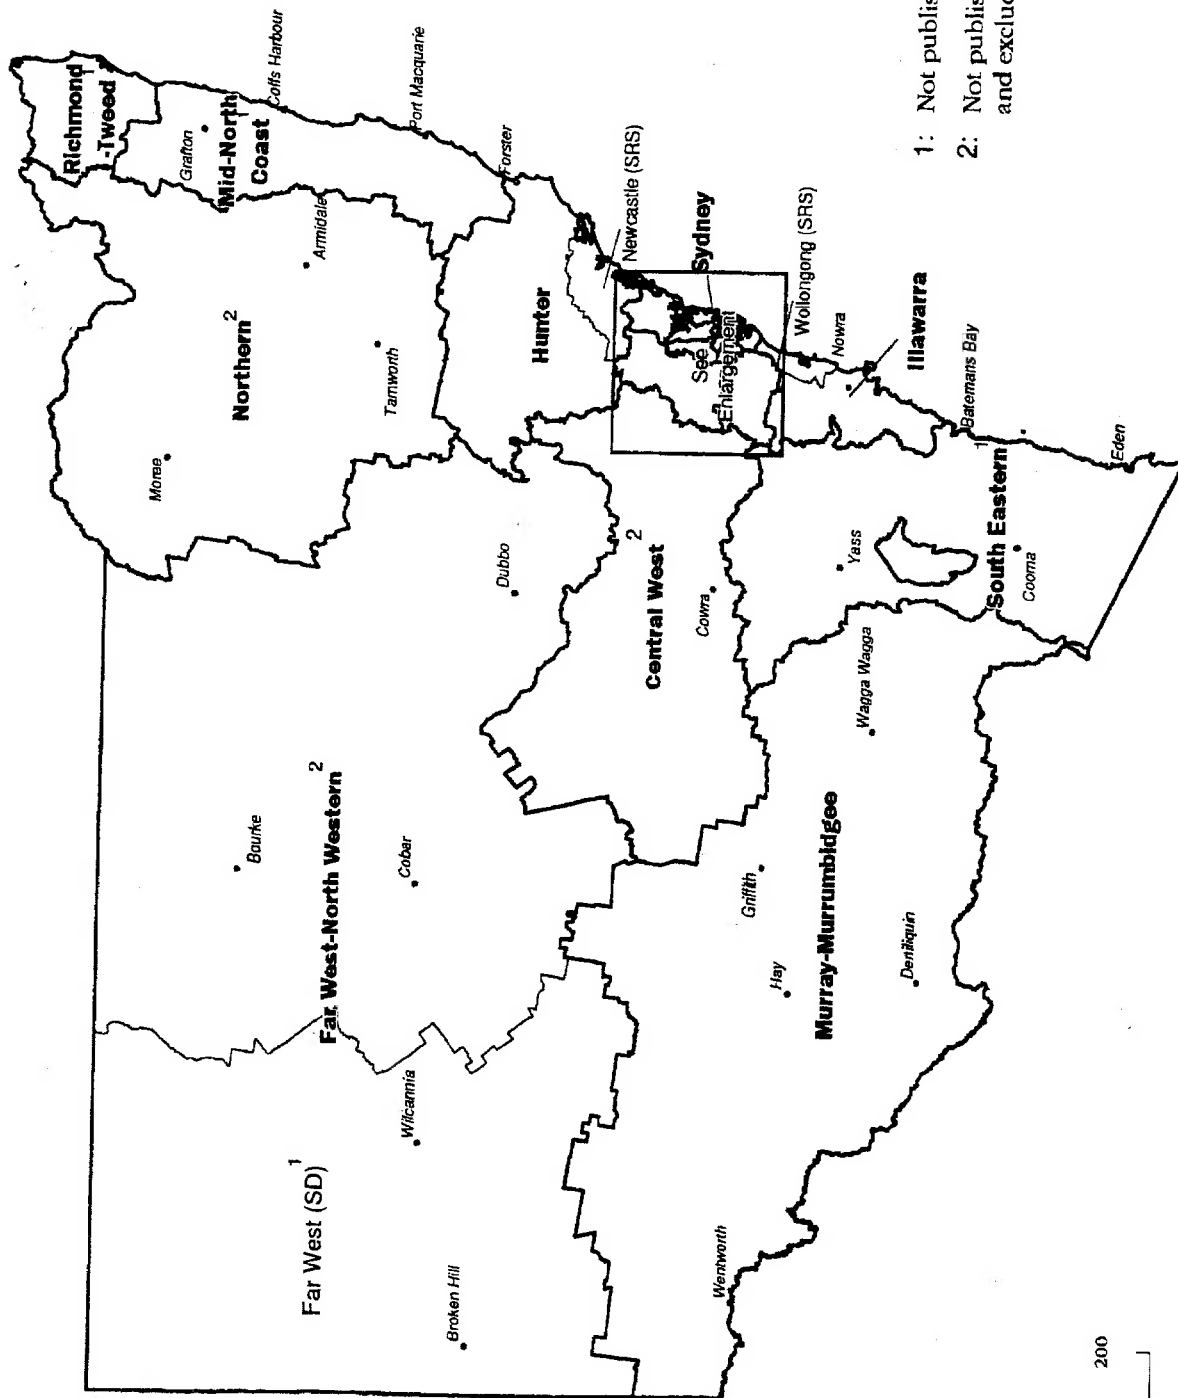 Richmond
-Tweed
1
Grafton
Mid-North
Coast
1
Coffs Harbour
Port Macquarie
Armidale
Northern 2
Moree
Tamworth
Forster
Hunter
Newcastle (SRS)
Sydney
See
Enlargement
Wollongong (SRS)
Nowra
Illawarra
Batemans Bay
Eden
South Eastern 1
Cooma
Yass
Dubbo
Central West 2
Cowra
Far West-North Western 2
Bourke
Cobar
Wilcannia
Far West (SD) 1
Broken Hill
Wagga Wagga
Griffith
Murray-Murrumbidgee
Hay
Deniliquin
Wentworth
1: Not publis
2: Not publis
and exclu
200